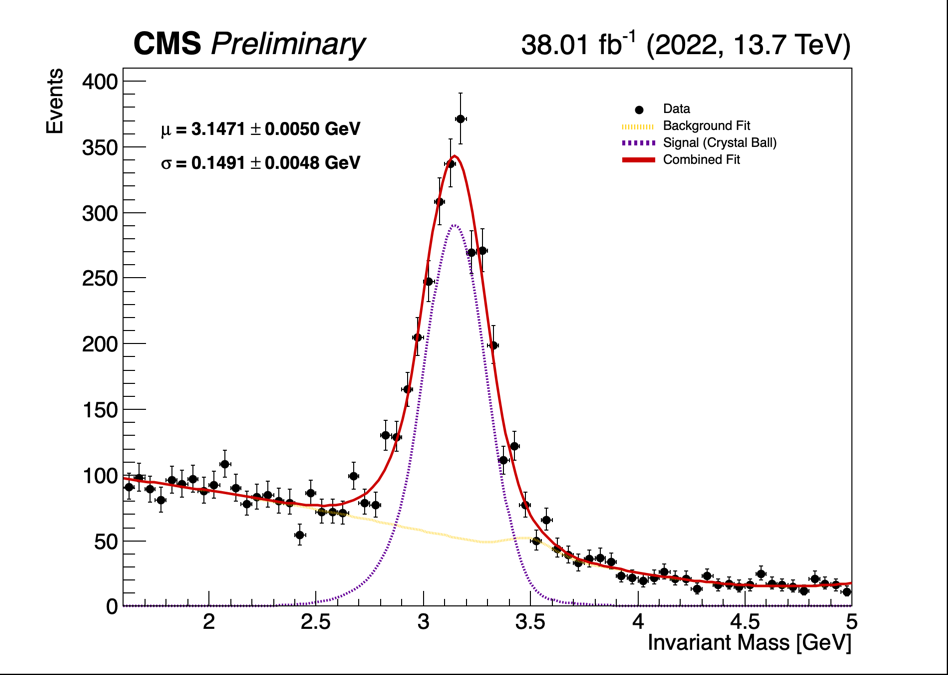 CMS Preliminary 38.01 fb⁻¹ (2022, 13.7 TeV)
Events
400
350
300
250
200
150
100
50
0
μ = 3.1471 ± 0.0050 GeV
σ = 0.1491 ± 0.0048 GeV
Data
Background Fit
Signal (Crystal Ball)
Combined Fit
2 2.5 3 3.5 4 4.5 5
Invariant Mass [GeV]